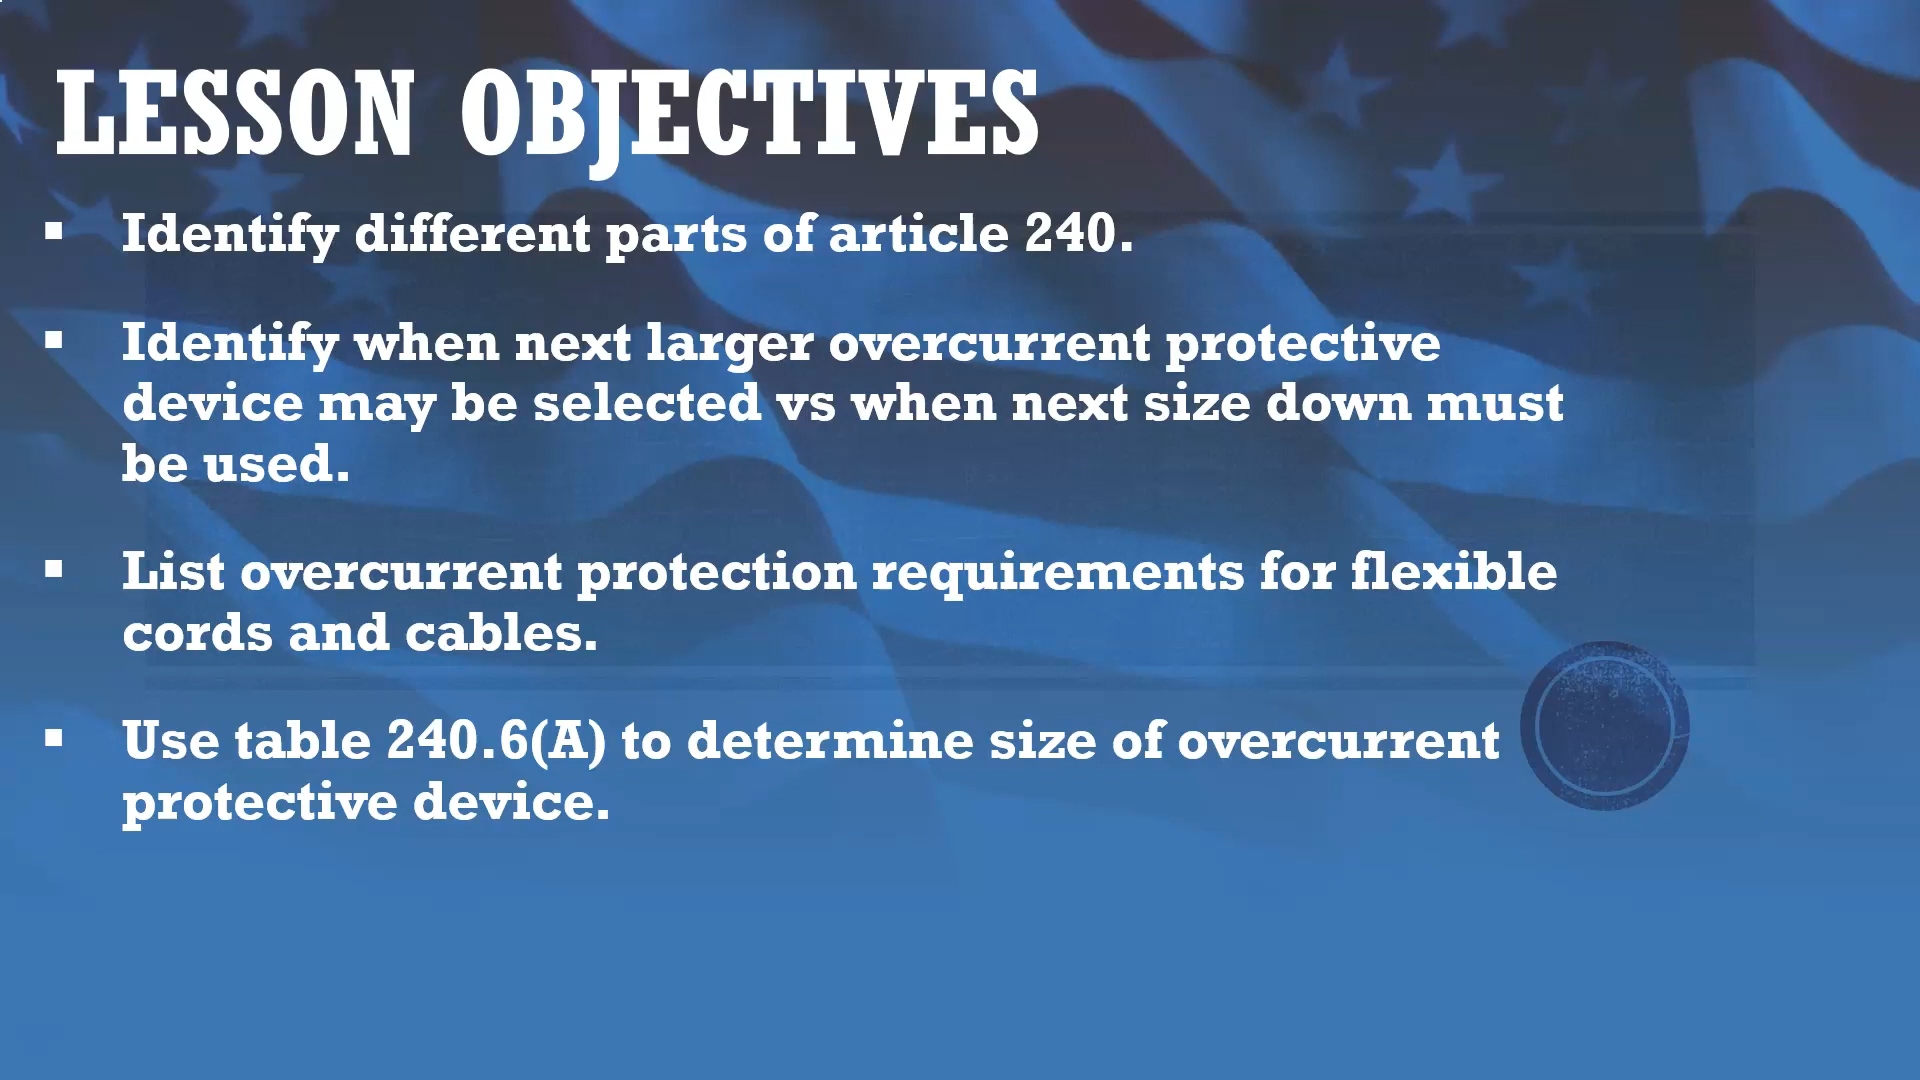 LESSON OBJECTIVES
▪ Identify different parts of article 240.
▪ Identify when next larger overcurrent protective
device may be selected vs when next size down must
be used.
▪ List overcurrent protection requirements for flexible
cords and cables.
▪ Use table 240.6(A) to determine size of overcurrent
protective device.